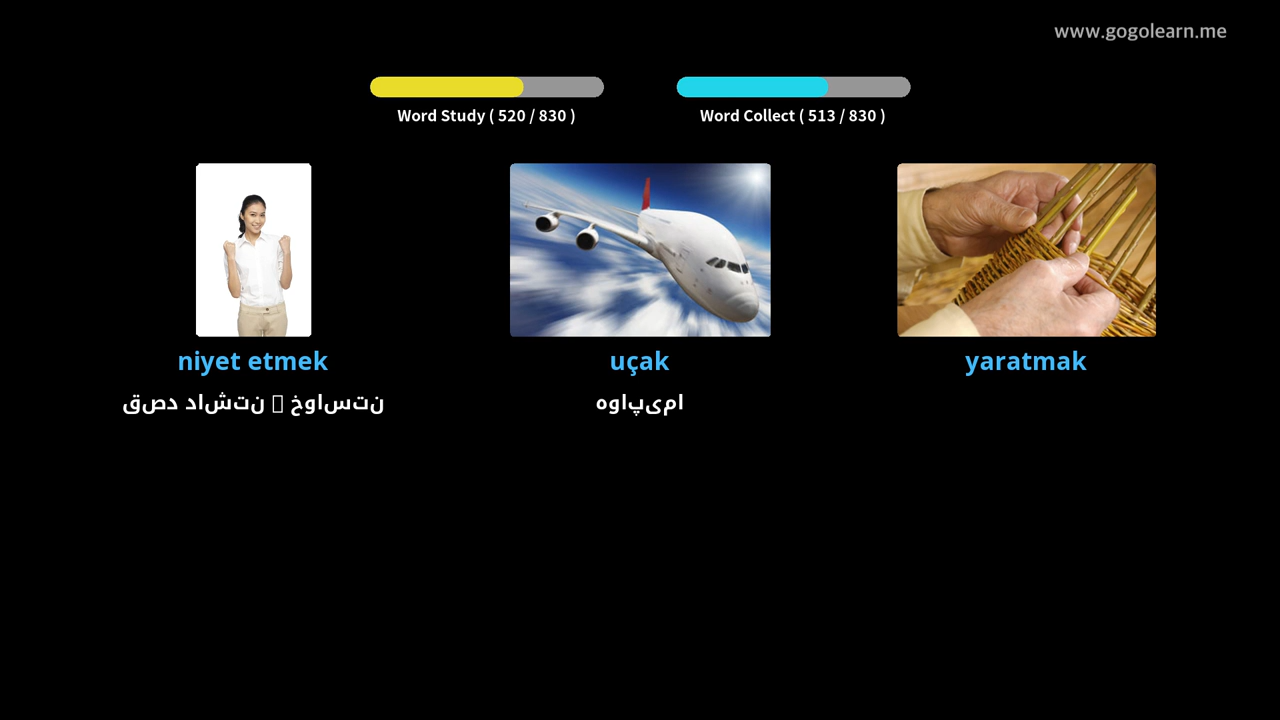 www.gogolearn.me
Word Study ( 520 / 830 )
Word Collect ( 513 / 830 )
niyet etmek
uçak
yaratmak
قصد داشتن ▯ خواستن
هواپیما